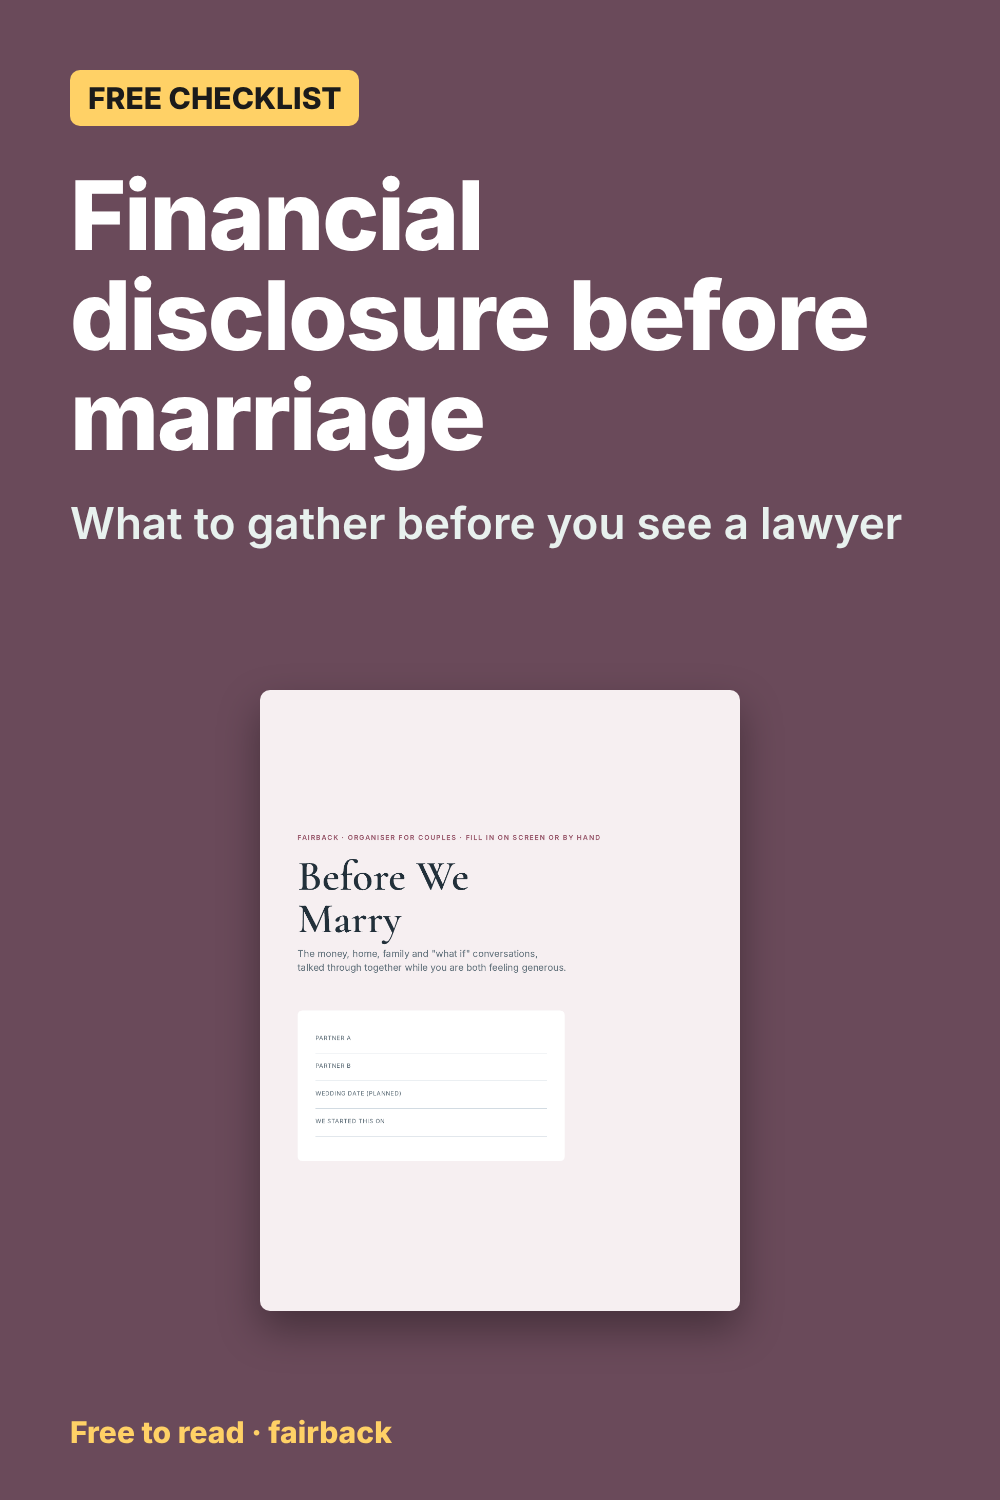 FREE CHECKLIST
Financial
disclosure before
marriage
What to gather before you see a lawyer
FAIRBACK · ORGANISER FOR COUPLES · FILL IN ON SCREEN OR BY HAND
Before We
Marry
The money, home, family and "what if" conversations,
talked through together while you are both feeling generous.
PARTNER A
PARTNER B
WEDDING DATE (PLANNED)
WE STARTED THIS ON
Free to read · fairback